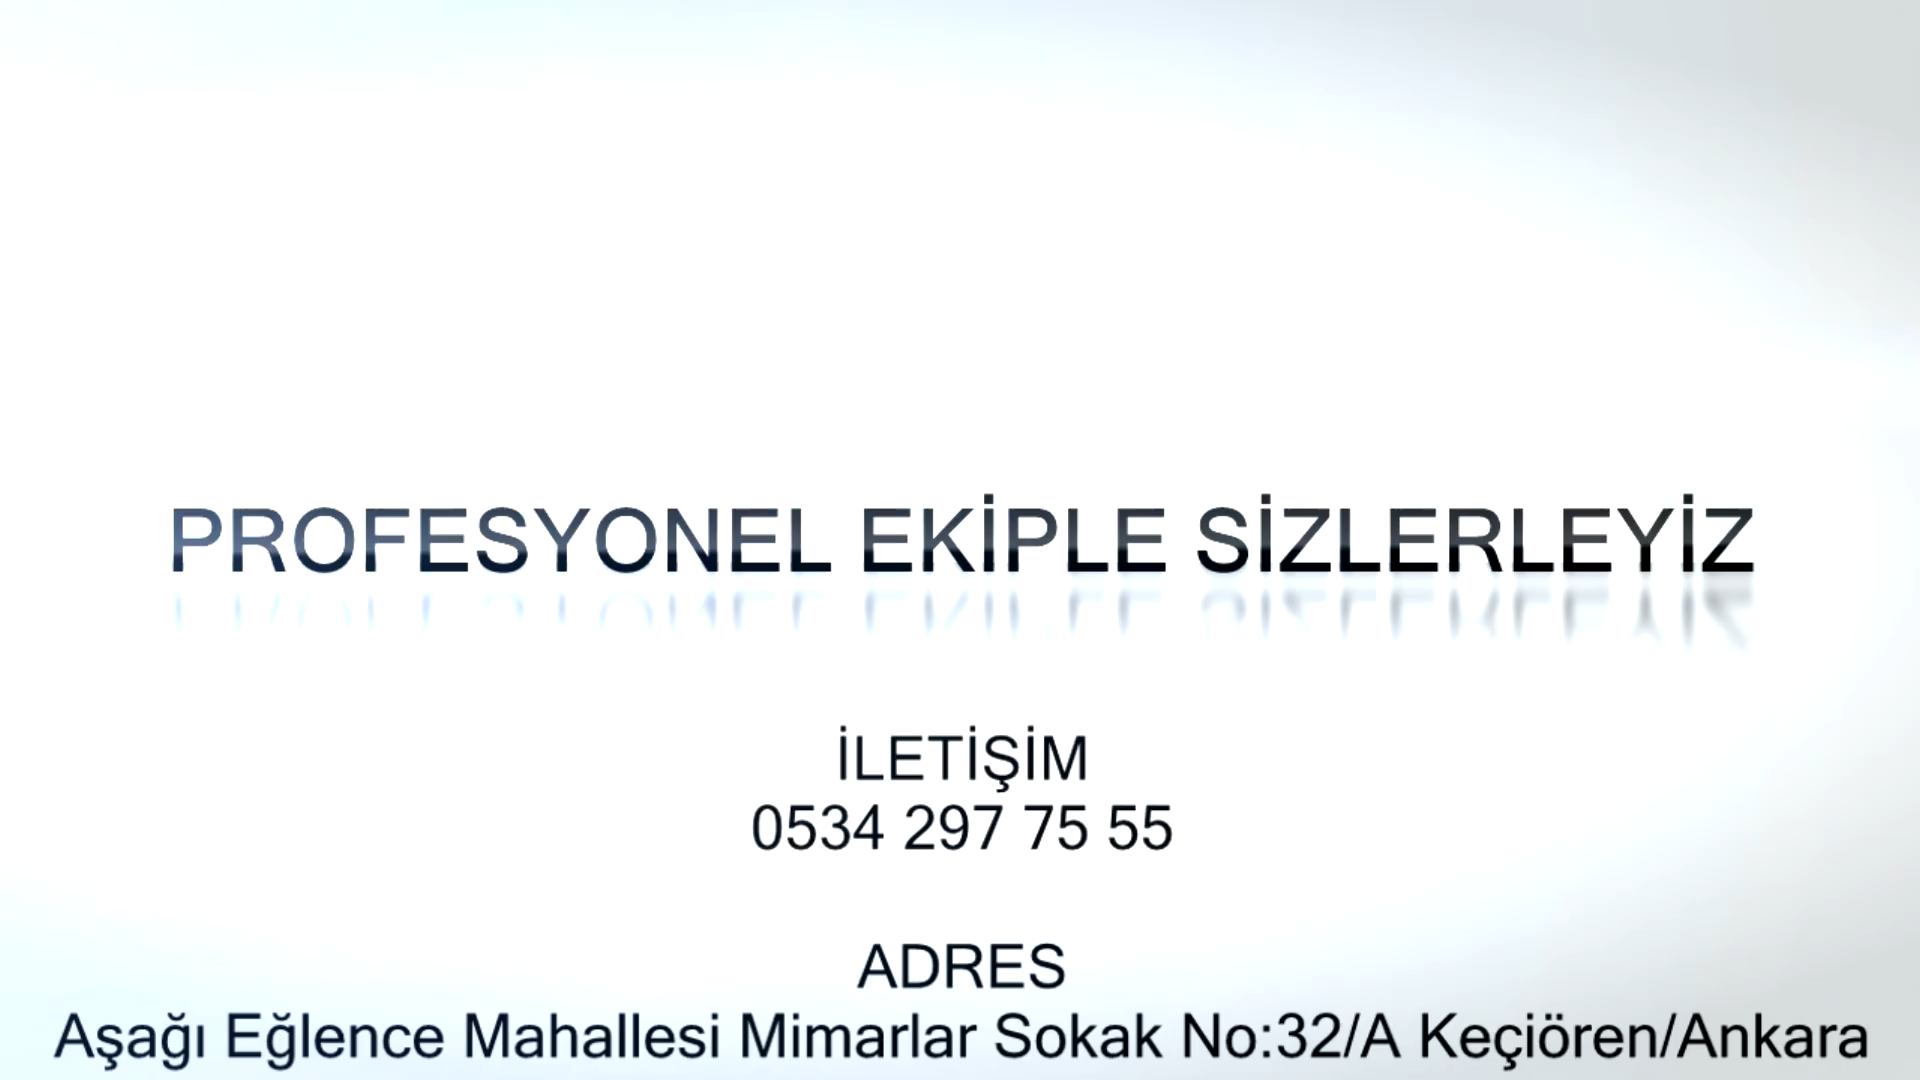 PROFESYONEL EKİPLE SİZLERLEYİZ
İLETİŞİM
0534 297 75 55
ADRES
Aşağı Eğlence Mahallesi Mimarlar Sokak No:32/A Keçiören/Ankara